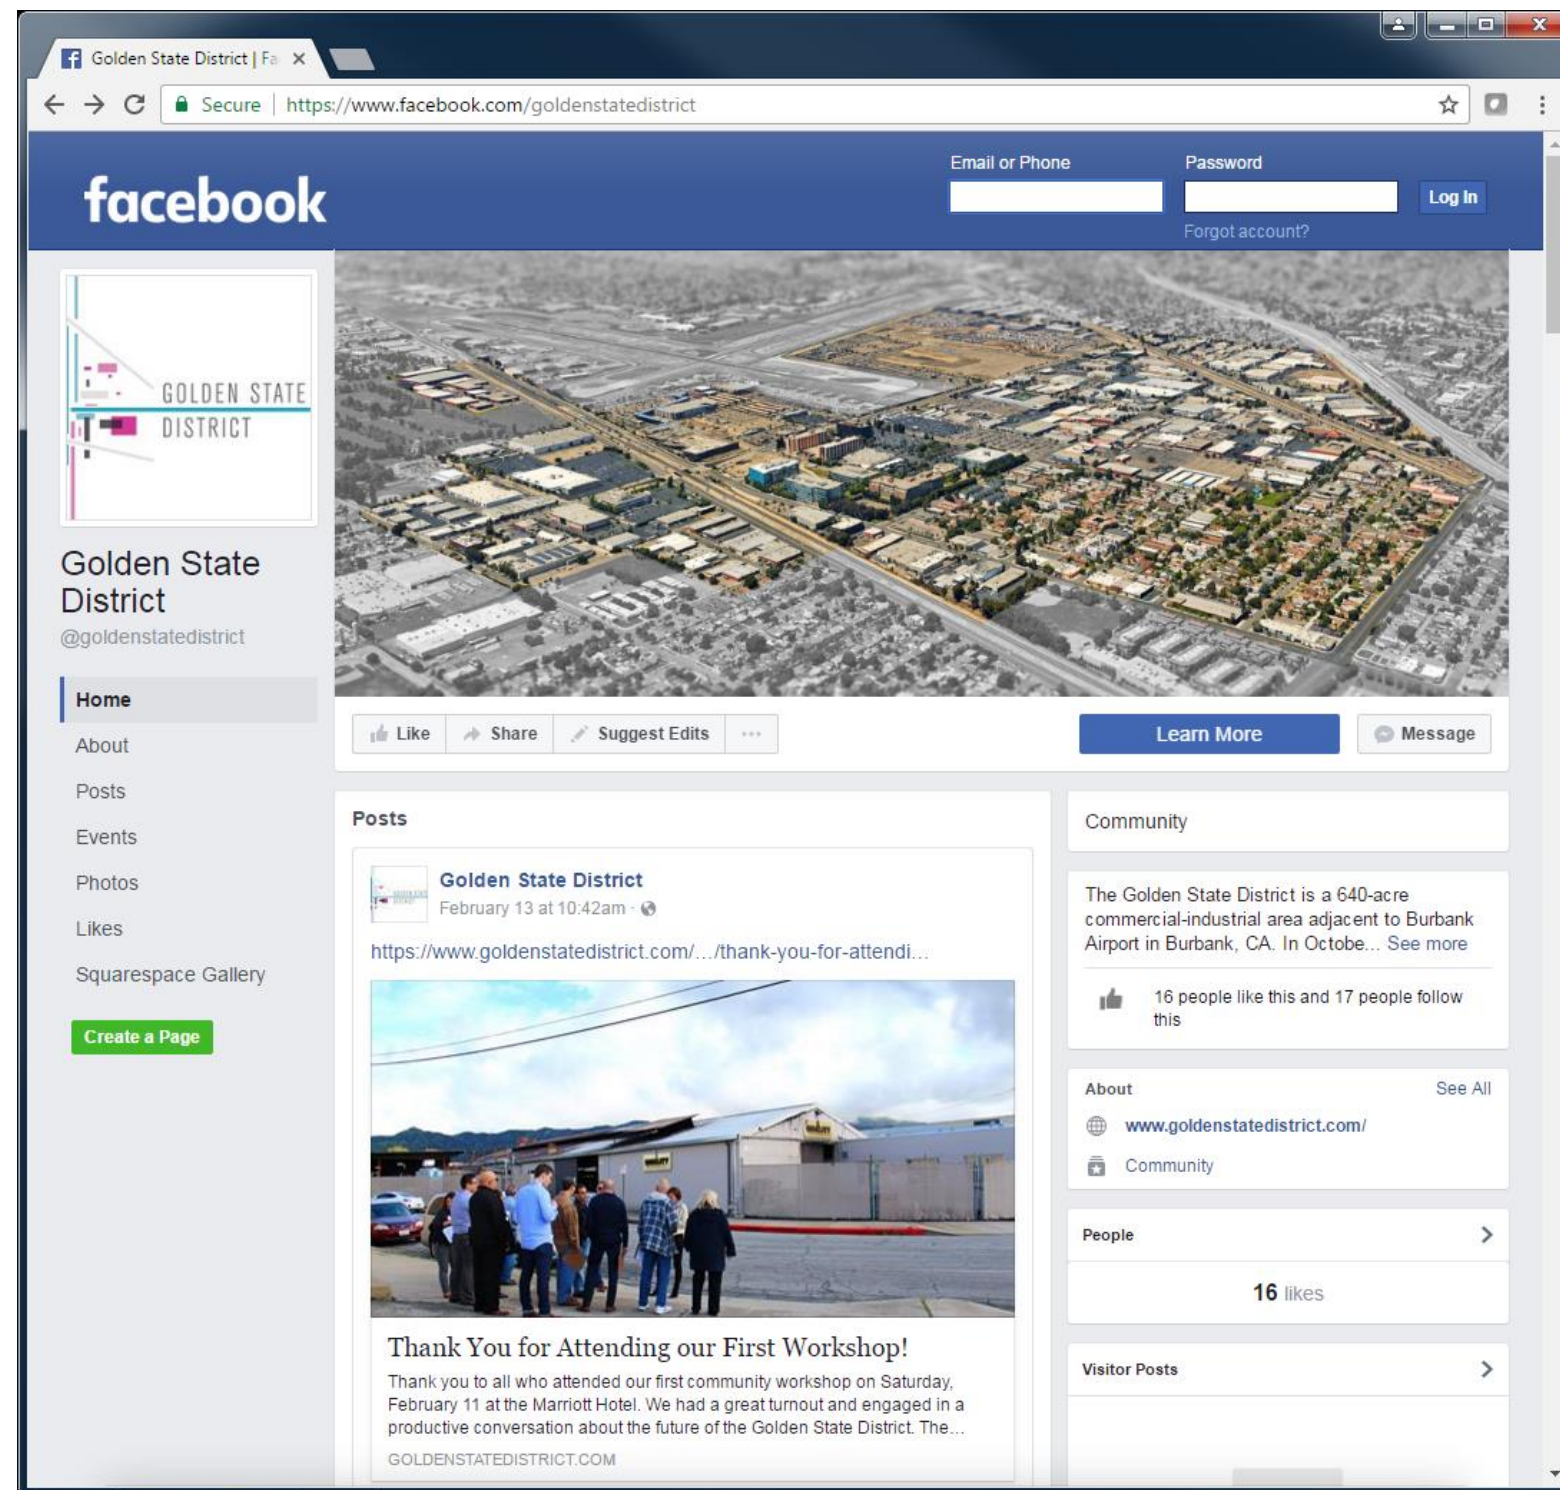 Golden State District | Fa
Secure | https://www.facebook.com/goldenstatedistrict
facebook
Email or Phone
Password
Log In
Forgot account?
GOLDEN STATE
DISTRICT
Golden State
District
@goldenstatedistrict
Home
About
Posts
Events
Photos
Likes
Squarespace Gallery
Create a Page
Like
Share
Suggest Edits
Learn More
Message
Posts
Golden State District
February 13 at 10:42am ·
https://www.goldenstatedistrict.com/…/thank-you-for-attendi…
Thank You for Attending our First Workshop!
Thank you to all who attended our first community workshop on Saturday,
February 11 at the Marriott Hotel. We had a great turnout and engaged in a
productive conversation about the future of the Golden State District. The…
GOLDENSTATEDISTRICT.COM
Community
The Golden State District is a 640-acre
commercial-industrial area adjacent to Burbank
Airport in Burbank, CA. In Octobe... See more
16 people like this and 17 people follow
this
About
See All
www.goldenstatedistrict.com/
Community
People
16 likes
Visitor Posts